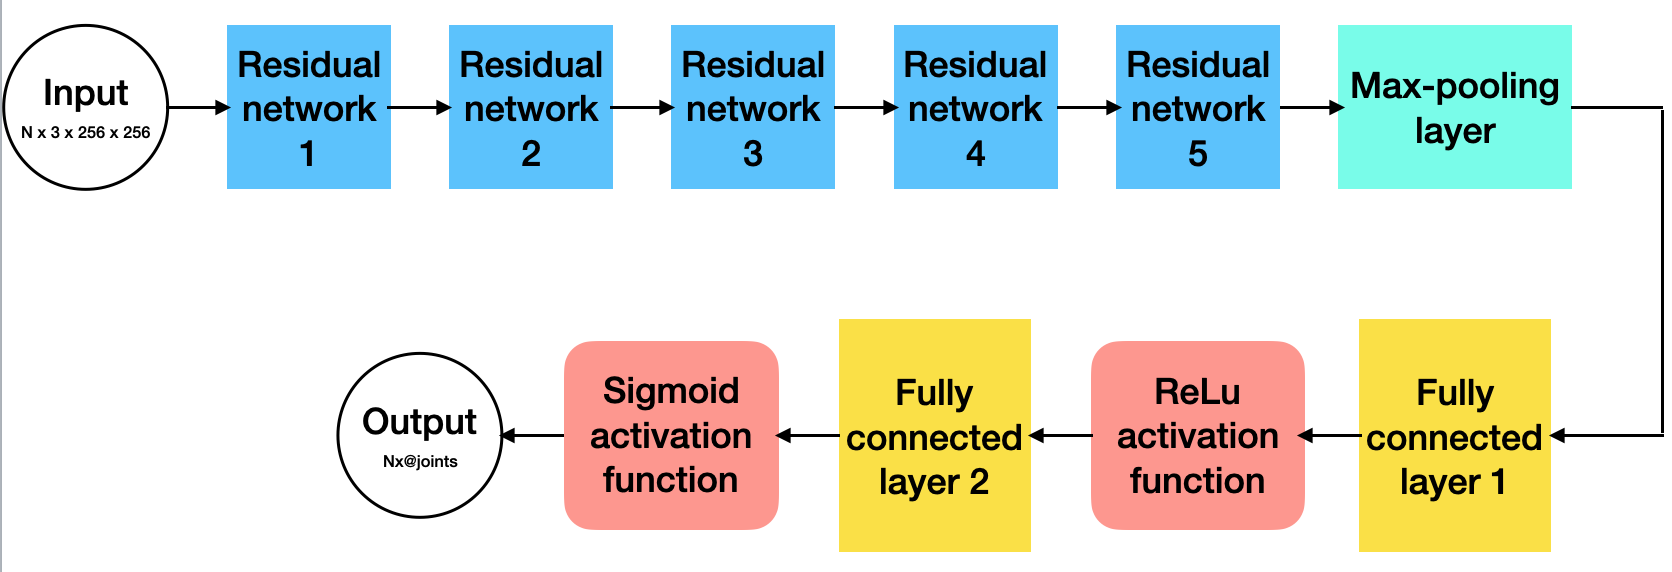 Input
N x 3 x 256 x 256
Residual
network
1
Residual
network
2
Residual
network
3
Residual
network
4
Residual
network
5
Max-pooling
layer
Fully
connected
layer 1
ReLu
activation
function
Fully
connected
layer 2
Sigmoid
activation
function
Output
Nx@joints